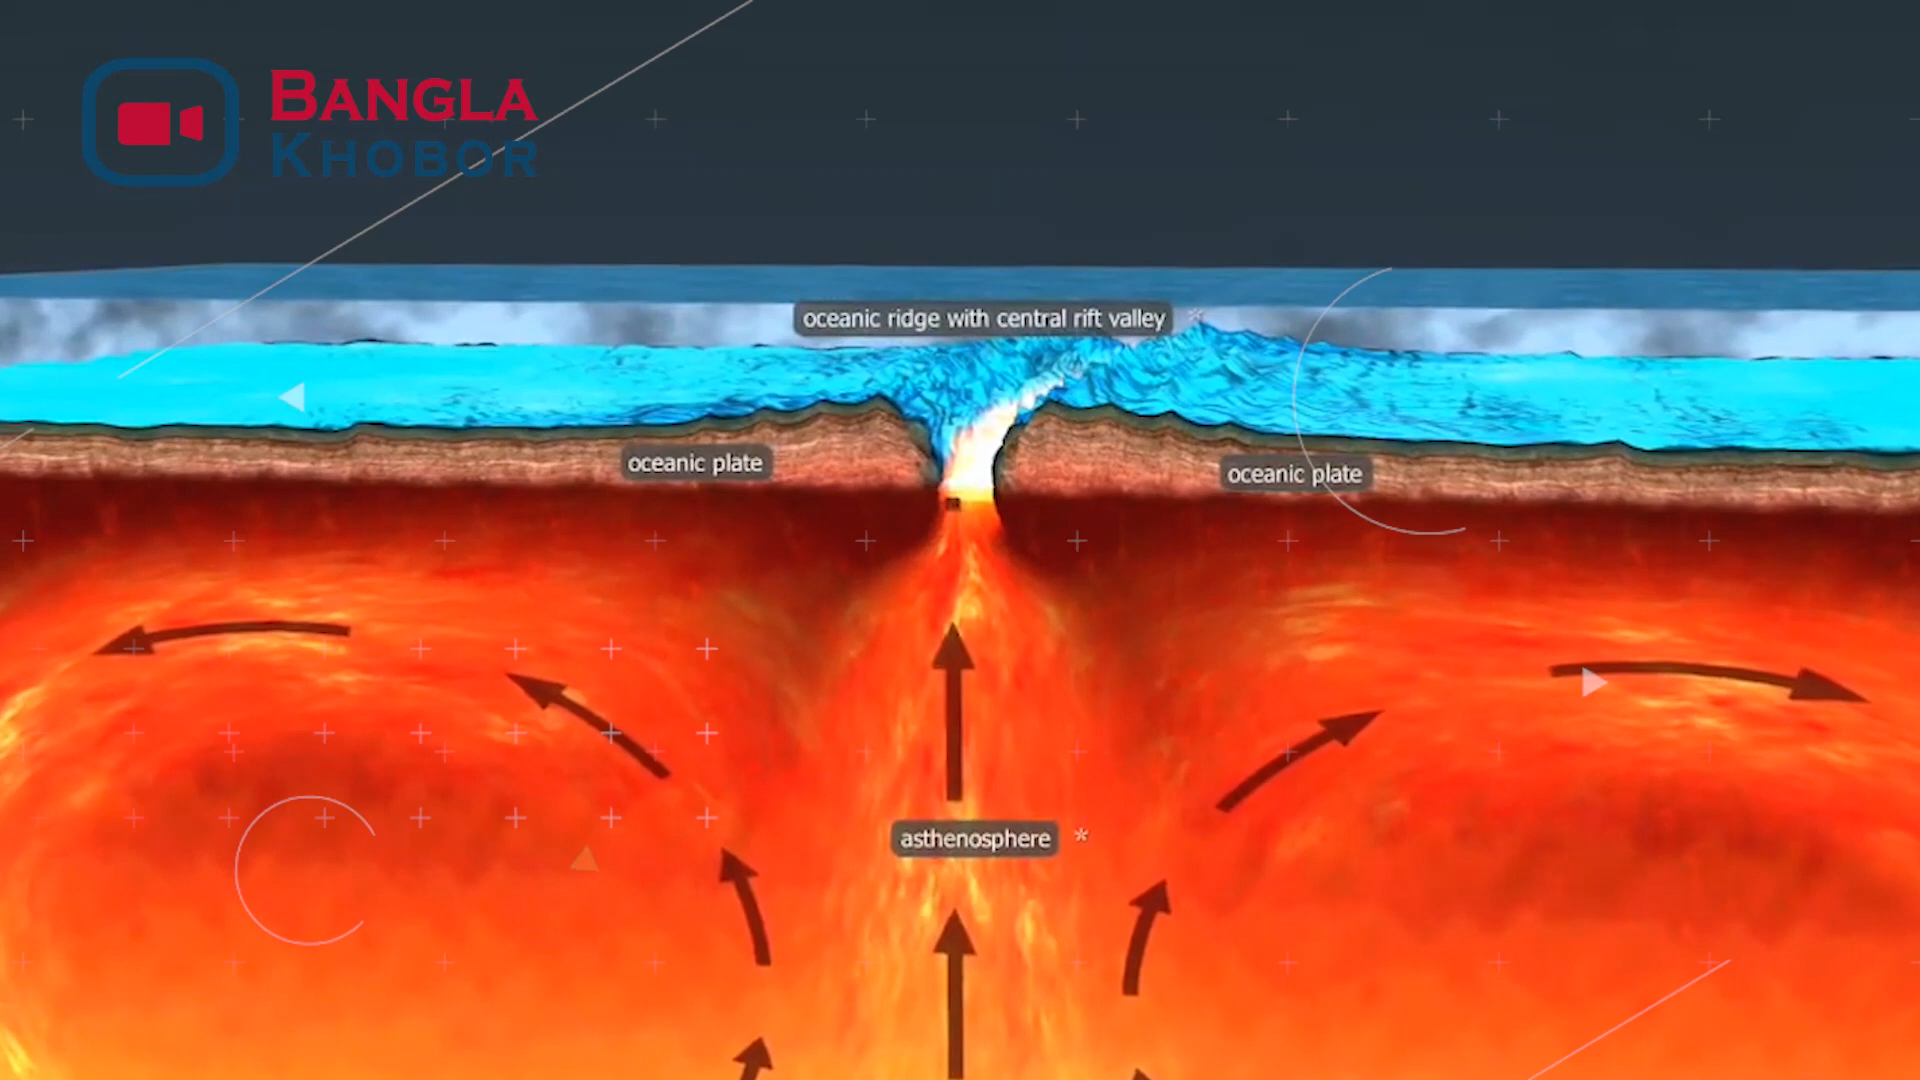 BANGLA
KHOBOR
oceanic ridge with central rift valley *
oceanic plate
oceanic plate
asthenosphere *